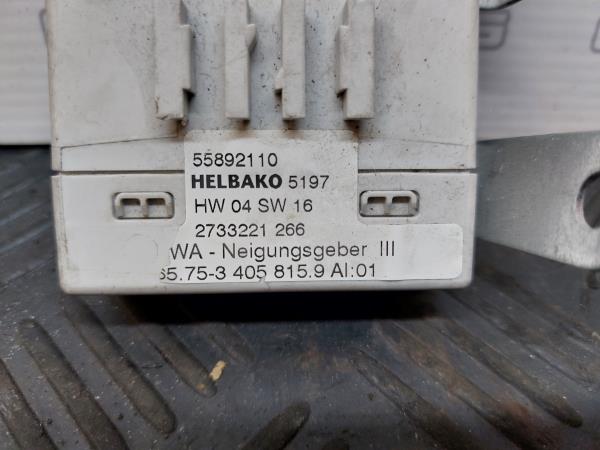 55892110
HELBAKO 5197
HW 04 SW 16
2733221 266
WA - Neigungsgeber III
65.75-3 405 815.9 AI:01